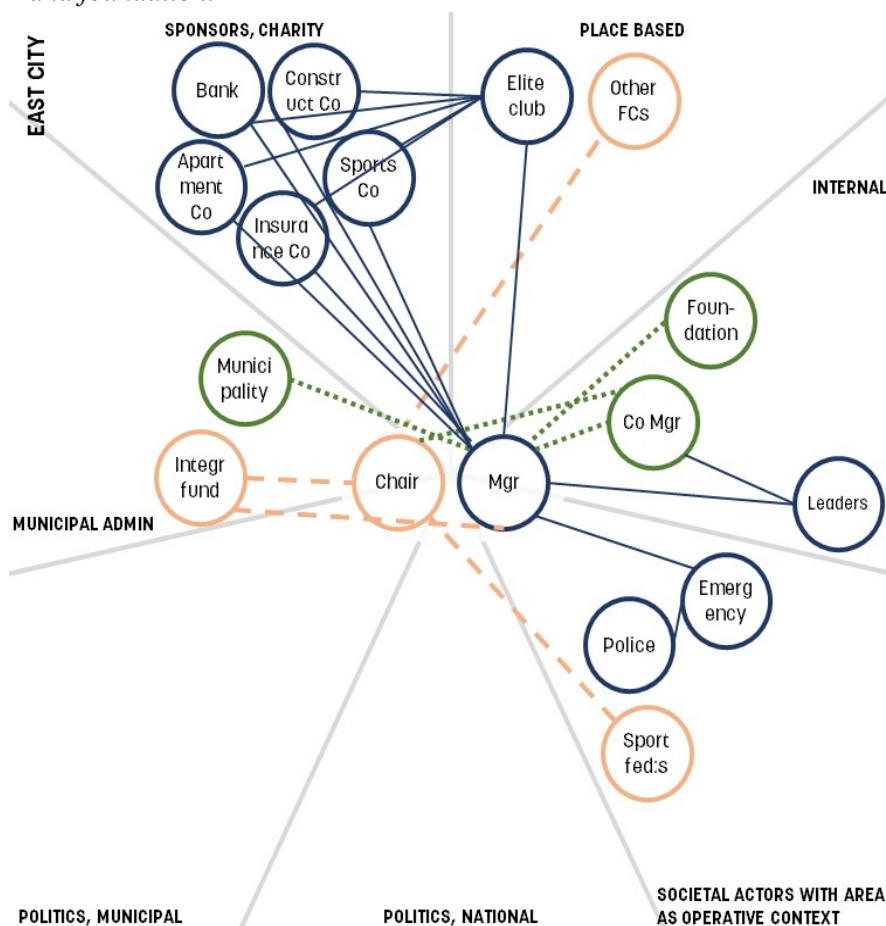 SPONSORS, CHARITY
PLACE BASED
EAST CITY
Bank
Constr
uct Co
Elite
club
Other
FCs
Apart
ment
Co
Sports
Co
INTERNAL
Insura
nce Co
Foun-
dation
Munici
pality
Co Mgr
Integr
fund
Chair
Mgr
Leaders
MUNICIPAL ADMIN
Emerg
ency
Police
Sport
fed:s
POLITICS, MUNICIPAL
POLITICS, NATIONAL
SOCIETAL ACTORS WITH AREA
AS OPERATIVE CONTEXT